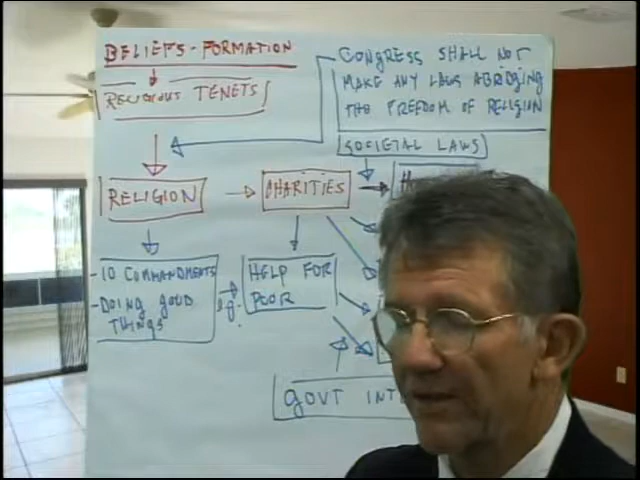 BELIEFS-FORMATION
RELIGIOUS TENETS
CONGRESS SHALL NOT
MAKE ANY LAWS ABRIDGING
THE FREEDOM OF RELIGION
SOCIETAL LAWS
RELIGION
CHARITIES
- 10 COMMANDMENTS
- DOING GOOD
THINGS
e.g.
HELP FOR
POOR
GOVT